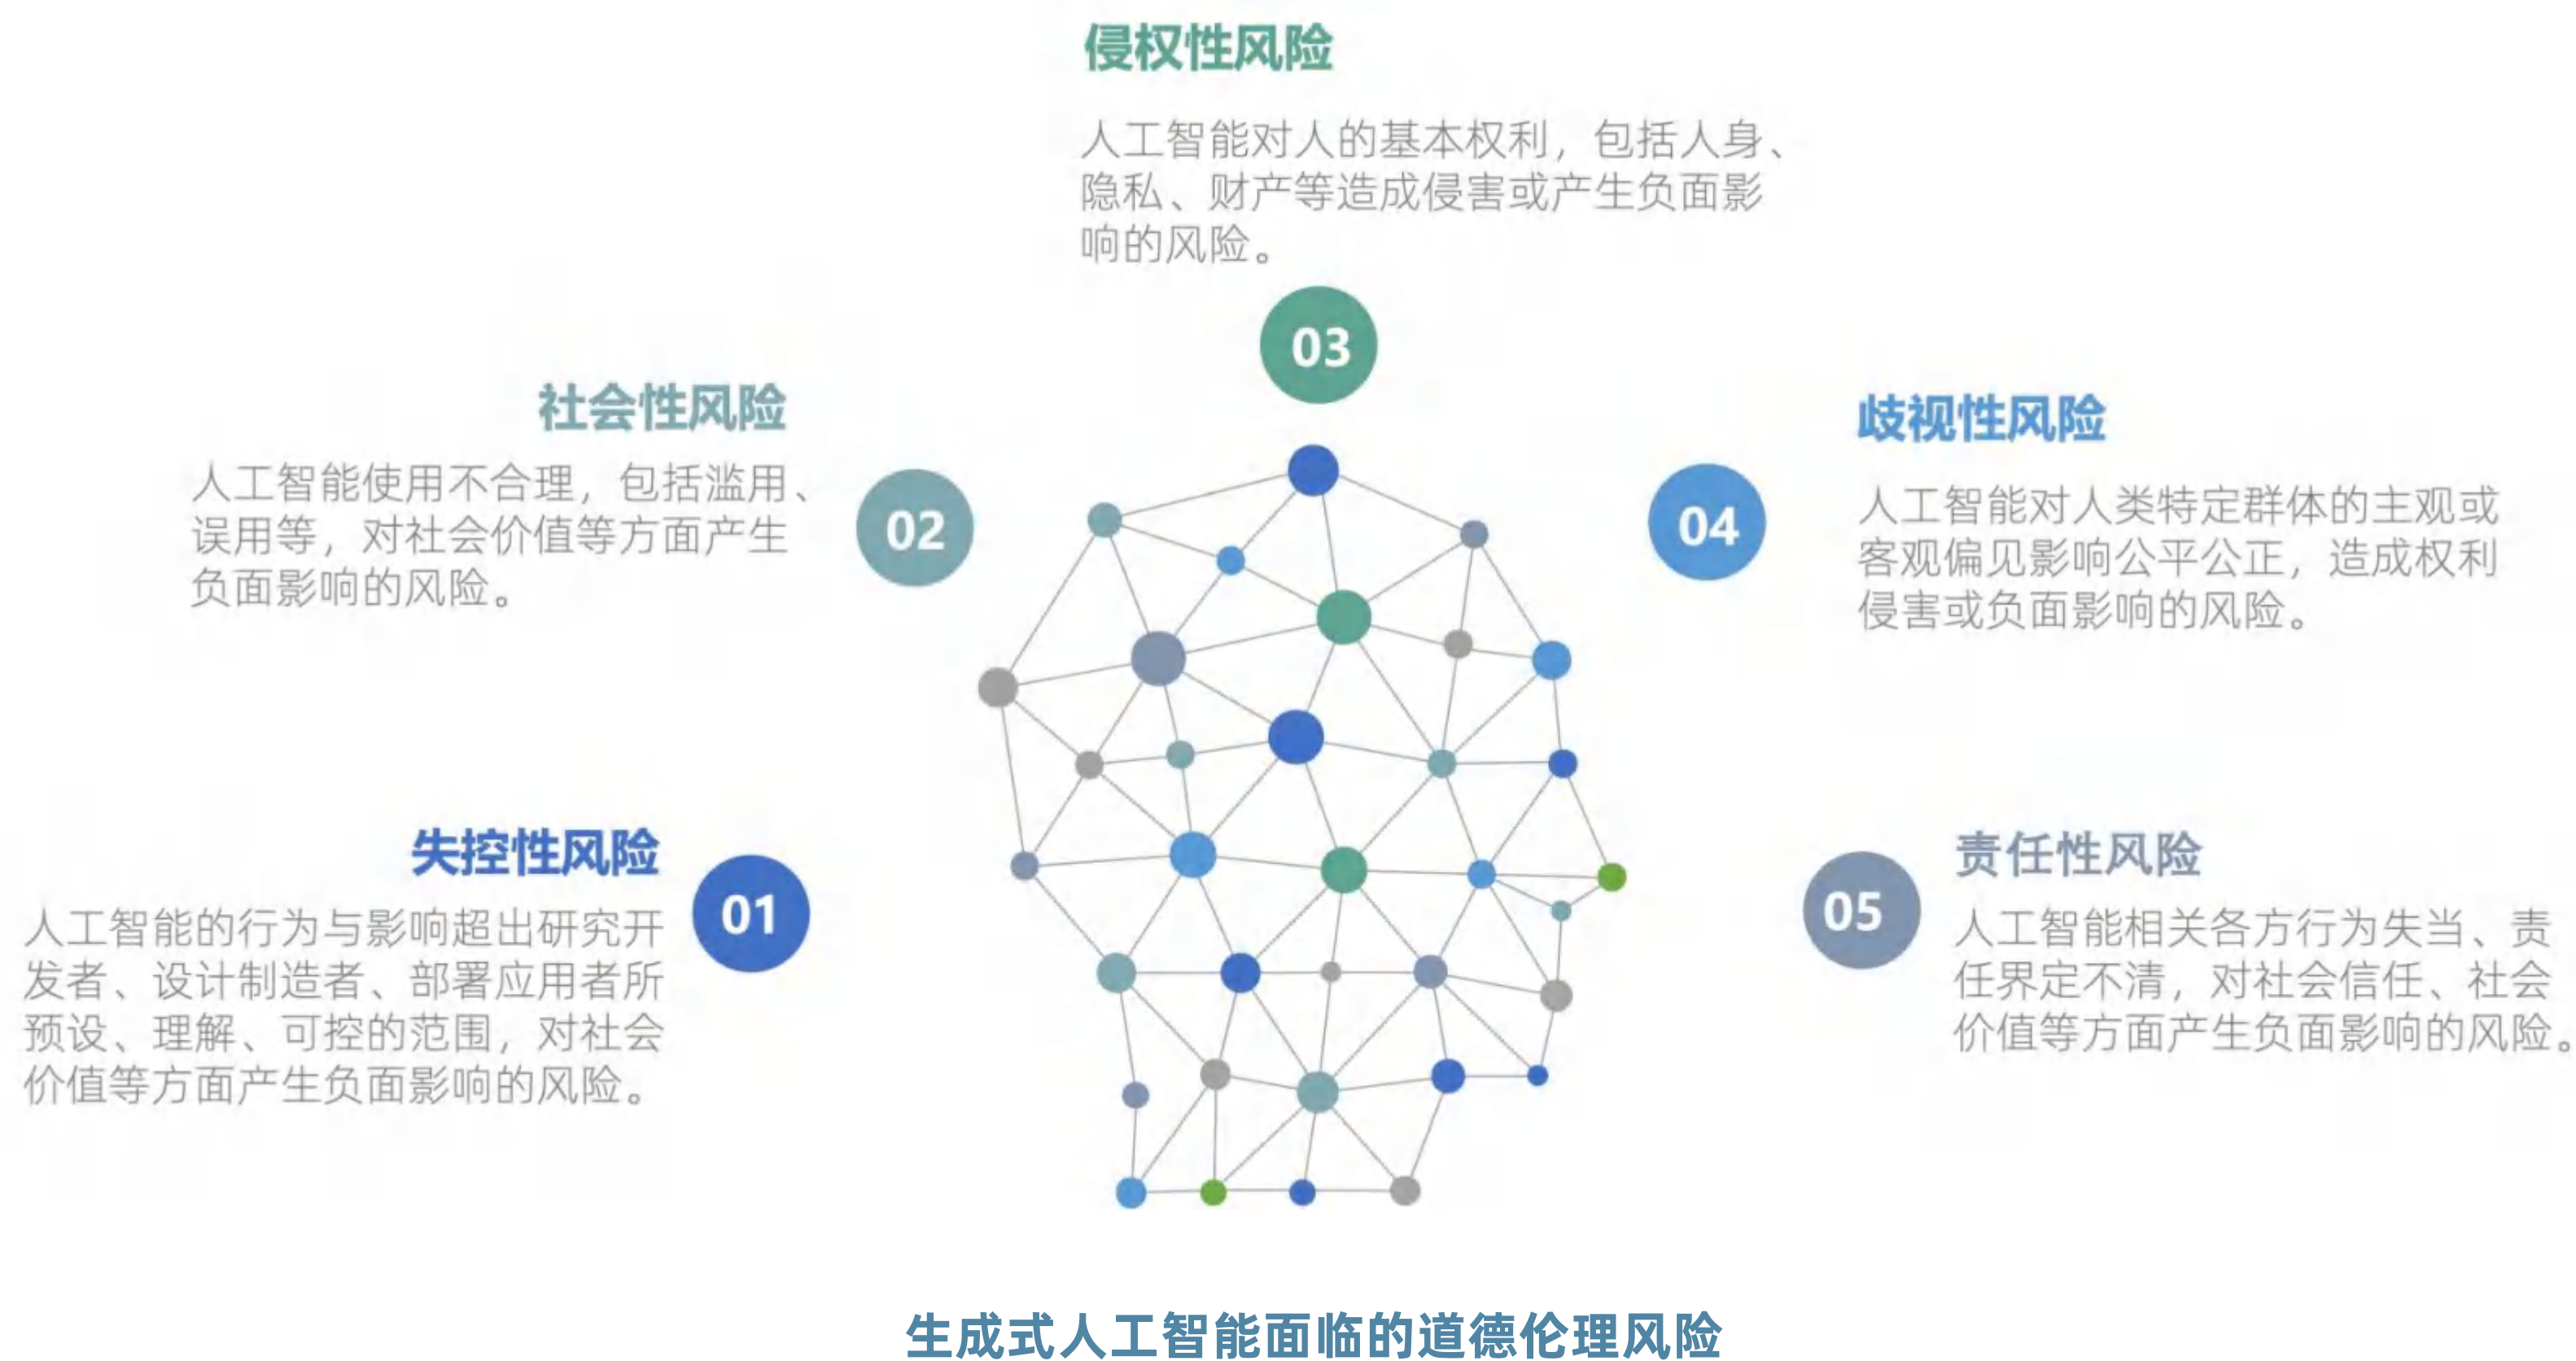 侵权性风险
人工智能对人的基本权利，包括人身、
隐私、财产等造成侵害或产生负面影
响的风险。
03
社会性风险
人工智能使用不合理，包括滥用、
误用等，对社会价值等方面产生
负面影响的风险。
02
04
歧视性风险
人工智能对人类特定群体的主观或
客观偏见影响公平公正，造成权利
侵害或负面影响的风险。
失控性风险
人工智能的行为与影响超出研究开
发者、设计制造者、部署应用者所
预设、理解、可控的范围，对社会
价值等方面产生负面影响的风险。
01
05
责任性风险
人工智能相关各方行为失当、责
任界定不清，对社会信任、社会
价值等方面产生负面影响的风险。
生成式人工智能面临的道德伦理风险